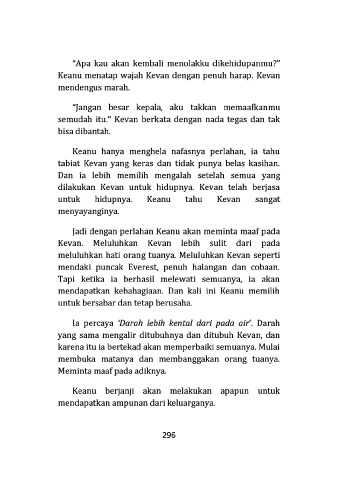 “Apa kau akan kembali menolakku dikehidupanmu?”
Keanu menatap wajah Kevan dengan penuh harap. Kevan
mendengus marah.
“Jangan besar kepala, aku takkan memaafkanmu
semudah itu.” Kevan berkata dengan nada tegas dan tak
bisa dibantah.
Keanu hanya menghela nafasnya perlahan, ia tahu
tabiat Kevan yang keras dan tidak punya belas kasihan.
Dan ia lebih memilih mengalah setelah semua yang
dilakukan Kevan untuk hidupnya. Kevan telah berjasa
untuk hidupnya. Keanu tahu Kevan sangat
menyayanginya.
Jadi dengan perlahan Keanu akan meminta maaf pada
Kevan. Meluluhkan Kevan lebih sulit dari pada
meluluhkan hati orang tuanya. Meluluhkan Kevan seperti
mendaki puncak Everest, penuh halangan dan cobaan.
Tapi ketika ia berhasil melewati semuanya, ia akan
mendapatkan kebahagiaan. Dan kali ini Keanu memilih
untuk bersabar dan tetap berusaha.
Ia percaya ‘Darah lebih kental dari pada air’. Darah
yang sama mengalir ditubuhnya dan ditubuh Kevan, dan
karena itu ia bertekad akan memperbaiki semuanya. Mulai
membuka matanya dan membanggakan orang tuanya.
Meminta maaf pada adiknya.
Keanu berjanji akan melakukan apapun untuk
mendapatkan ampunan dari keluarganya.
296